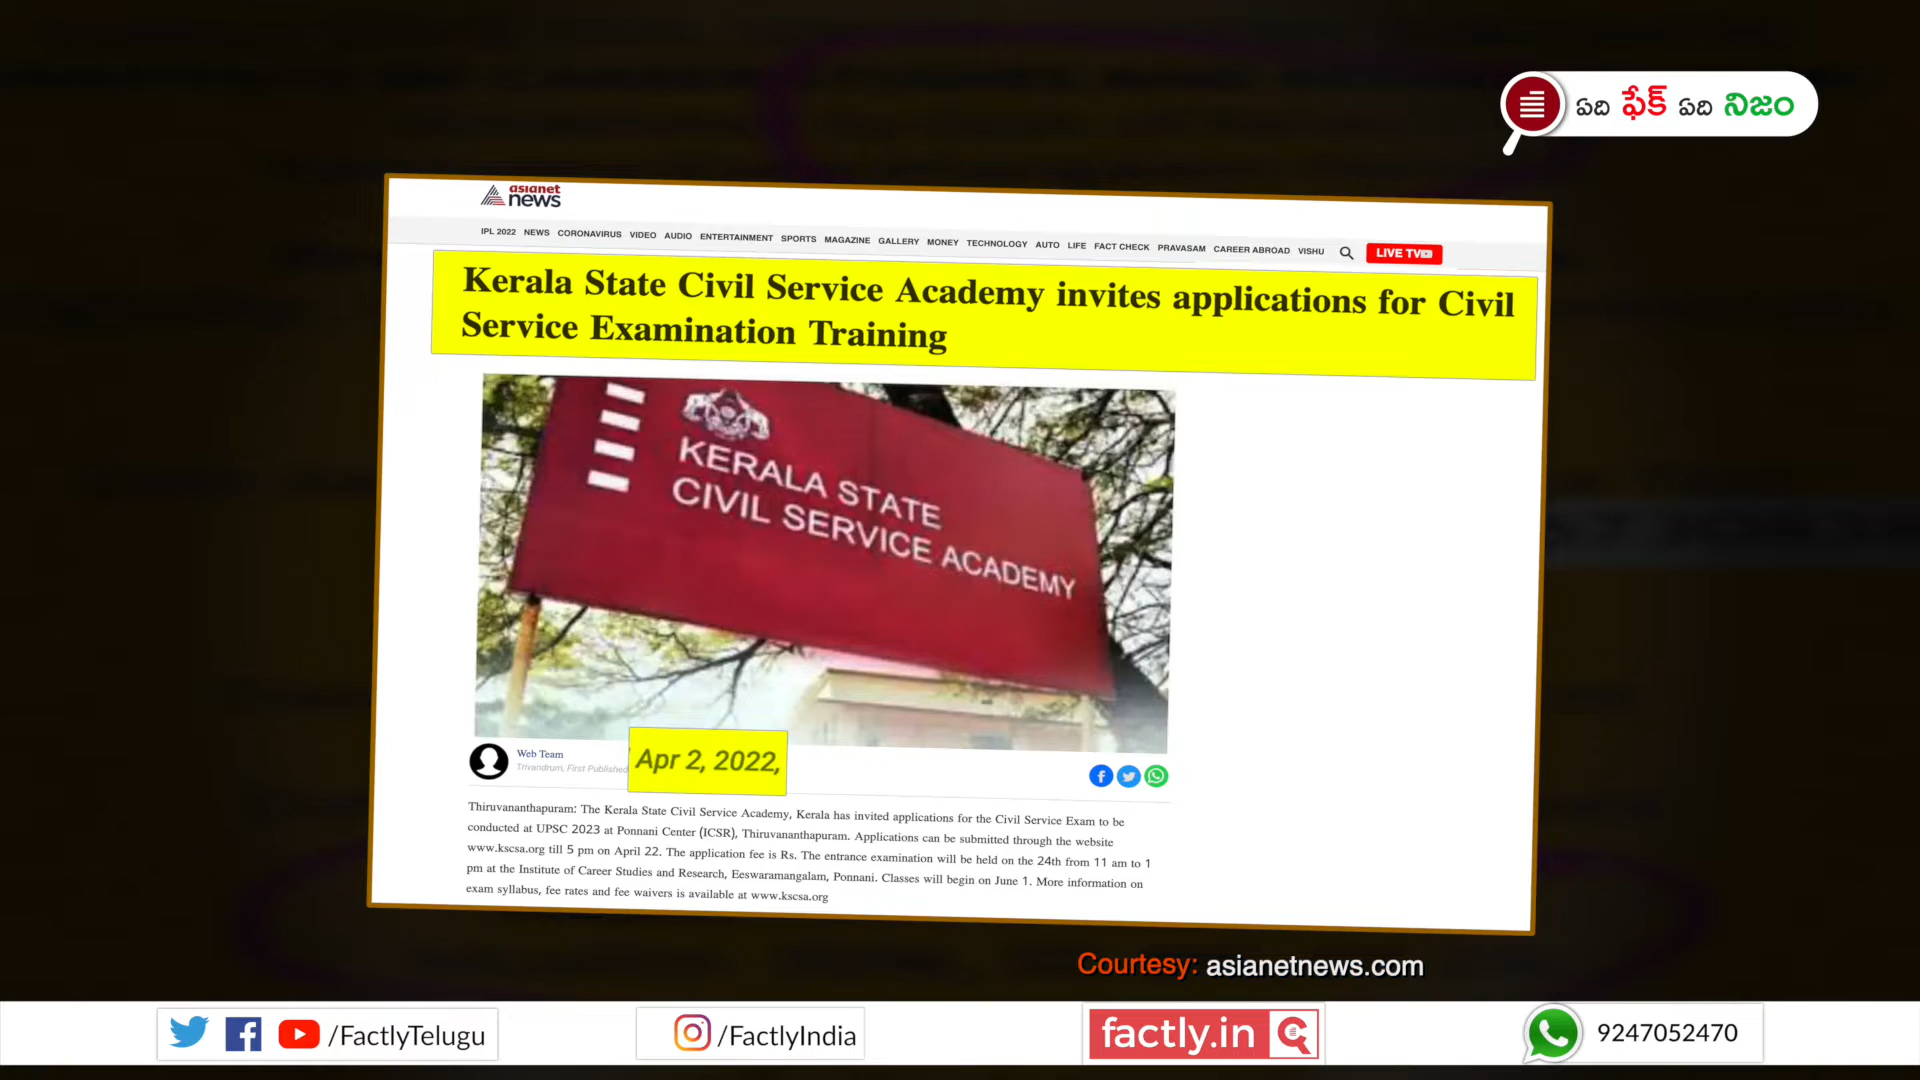 ఏది ఫేక్ ఏది నిజం
asianet
news
IPL 2022 NEWS CORONAVIRUS VIDEO AUDIO ENTERTAINMENT SPORTS MAGAZINE GALLERY MONEY TECHNOLOGY AUTO LIFE FACT CHECK PRAVASAM CAREER ABROAD VISHU LIVE TV
Kerala State Civil Service Academy invites applications for Civil
Service Examination Training
KERALA STATE
CIVIL SERVICE ACADEMY
Web Team
Trivandrum, First Published Apr 2, 2022,
Thiruvananthapuram: The Kerala State Civil Service Academy, Kerala has invited applications for the Civil Service Exam to be
conducted at UPSC 2023 at Ponnani Center (ICSR), Thiruvananthapuram. Applications can be submitted through the website
www.kscsa.org till 5 pm on April 22. The application fee is Rs. The entrance examination will be held on the 24th from 11 am to 1
pm at the Institute of Career Studies and Research, Eeswaramangalam, Ponnani. Classes will begin on June 1. More information on
exam syllabus, fee rates and fee waivers is available at www.kscsa.org
Courtesy: asianetnews.com
/FactlyTelugu
/FactlyIndia
factly.in
9247052470